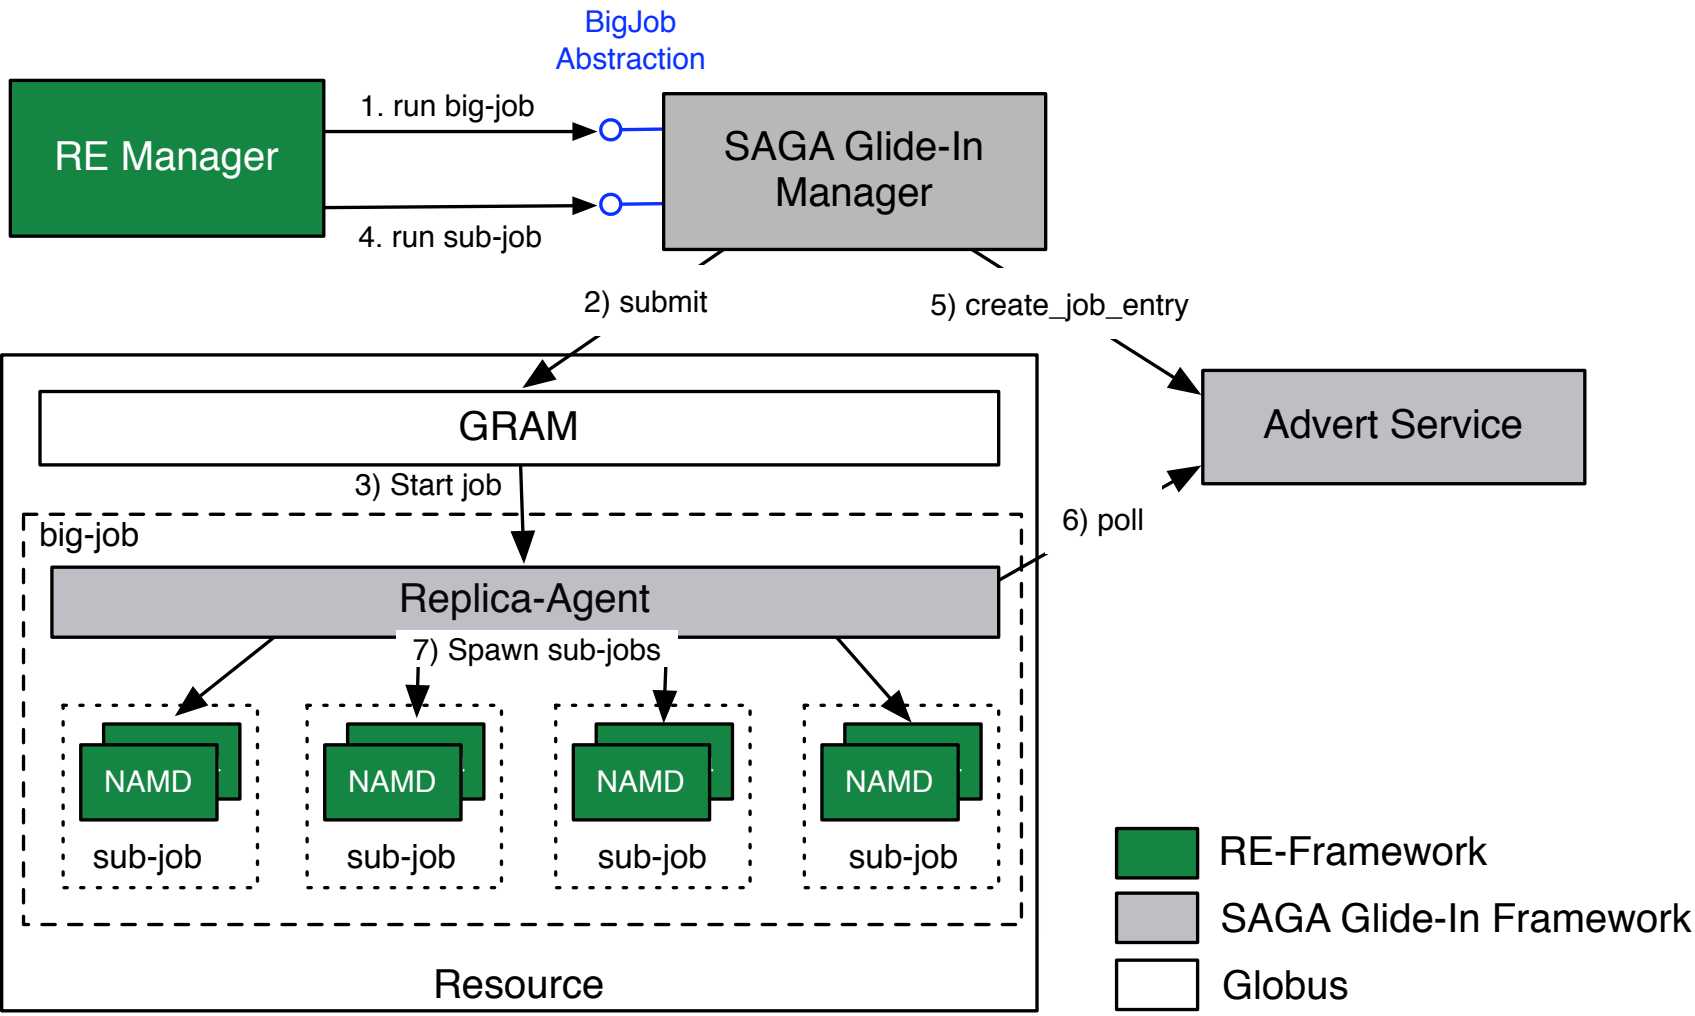 BigJob
Abstraction
1. run big-job
RE Manager
SAGA Glide-In
Manager
4. run sub-job
2) submit
5) create_job_entry
GRAM
Advert Service
3) Start job
6) poll
big-job
Replica-Agent
7) Spawn sub-jobs
NAMD
NAMD
NAMD
NAMD
sub-job
sub-job
sub-job
sub-job
RE-Framework
SAGA Glide-In Framework
Globus
Resource